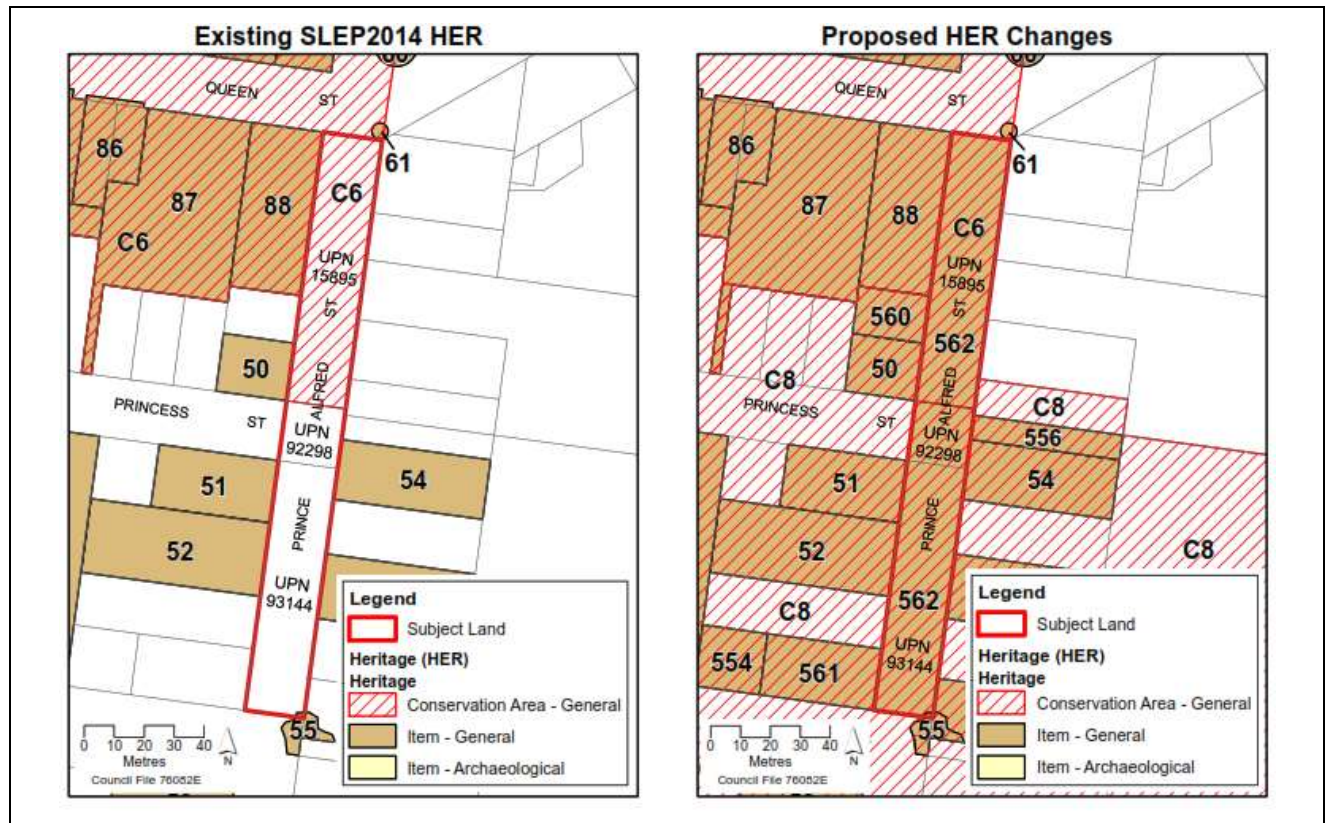 Existing SLEP2014 HER
QUEEN ST
86
87
88
C6
61
C6
UPN
15895
ST
50
ALFRED
PRINCESS ST
UPN
92298
51
54
PRINCE
52
UPN
93144
55
Legend
Subject Land
Heritage (HER)
Heritage
Conservation Area - General
Item - General
Item - Archaeological
0 10 20 30 40
Metres
N
Council File 76082E
Proposed HER Changes
QUEEN ST
86
87
88
C6
61
UPN
15895
560
ST
562
50
C8
ALFRED
C8
PRINCESS ST
UPN
92298
556
51
54
PRINCE
52
C8
562
C8
UPN
93144
554
561
55
Legend
Subject Land
Heritage (HER)
Heritage
Conservation Area - General
Item - General
Item - Archaeological
0 10 20 30 40
Metres
N
Council File 76082E